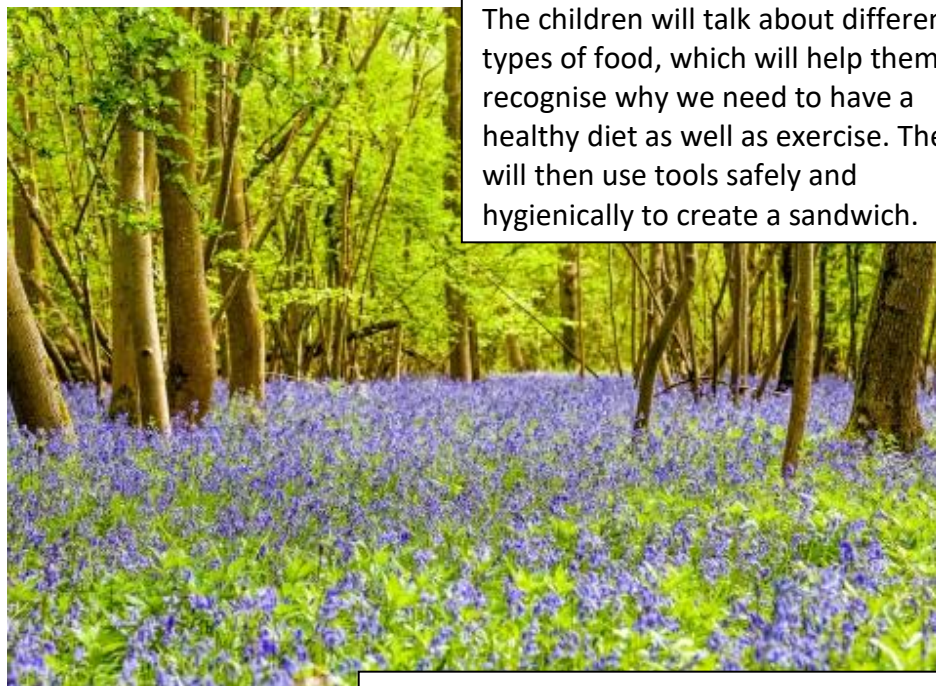 The children will talk about differen
types of food, which will help them
recognise why we need to have a
healthy diet as well as exercise. The
will then use tools safely and
hygienically to create a sandwich.